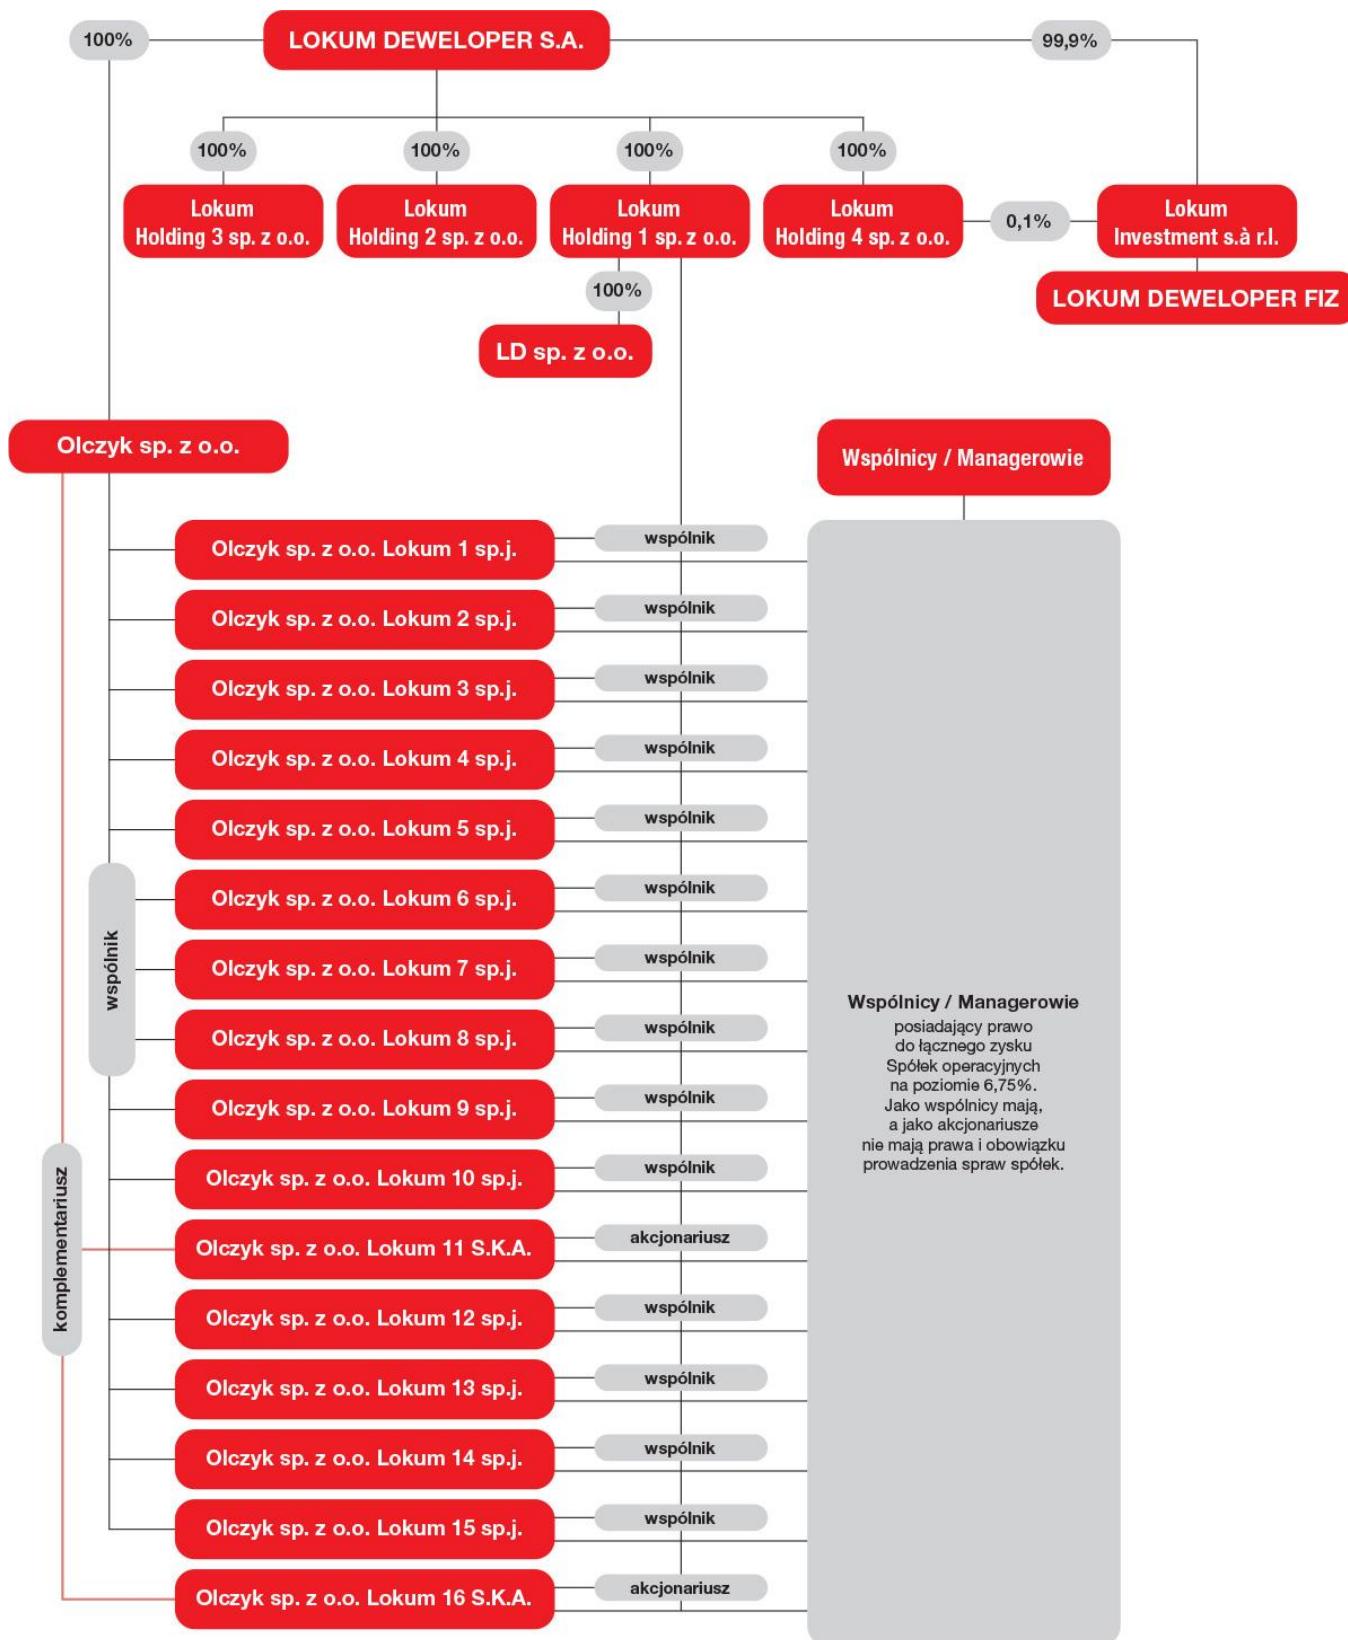 100%
LOKUM DEWELOPER S.A.
99,9%
100%
100%
100%
100%
Lokum
Holding 3 sp. z o.o.
Lokum
Holding 2 sp. z o.o.
Lokum
Holding 1 sp. z o.o.
Lokum
Holding 4 sp. z o.o.
0,1%
Lokum
Investment s.à r.l.
100%
LOKUM DEWELOPER FIZ
LD sp. z o.o.
Olczyk sp. z o.o.
Wspólnicy / Managerowie
Olczyk sp. z o.o. Lokum 1 sp.j.
wspólnik
Olczyk sp. z o.o. Lokum 2 sp.j.
wspólnik
Olczyk sp. z o.o. Lokum 3 sp.j.
wspólnik
Olczyk sp. z o.o. Lokum 4 sp.j.
wspólnik
Olczyk sp. z o.o. Lokum 5 sp.j.
wspólnik
Olczyk sp. z o.o. Lokum 6 sp.j.
wspólnik
Olczyk sp. z o.o. Lokum 7 sp.j.
wspólnik
Olczyk sp. z o.o. Lokum 8 sp.j.
wspólnik
Olczyk sp. z o.o. Lokum 9 sp.j.
wspólnik
Olczyk sp. z o.o. Lokum 10 sp.j.
wspólnik
Olczyk sp. z o.o. Lokum 11 S.K.A.
akcjonariusz
Olczyk sp. z o.o. Lokum 12 sp.j.
wspólnik
Olczyk sp. z o.o. Lokum 13 sp.j.
wspólnik
Olczyk sp. z o.o. Lokum 14 sp.j.
wspólnik
Olczyk sp. z o.o. Lokum 15 sp.j.
wspólnik
Olczyk sp. z o.o. Lokum 16 S.K.A.
akcjonariusz
wspólnik
komplementariusz
Wspólnicy / Managerowie
posiadający prawo
do łącznego zysku
Spółek operacyjnych
na poziomie 6,75%.
Jako wspólnicy mają,
a jako akcjonariusze
nie mają prawa i obowiązku
prowadzenia spraw spółek.